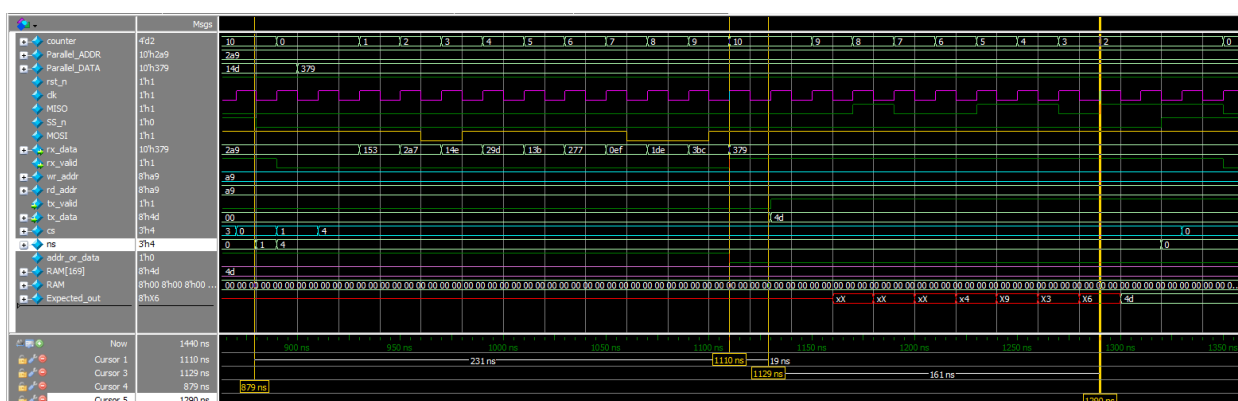 Msgs
counter 4'd2 10 0 1 2 3 4 5 6 7 8 9 10 9 8 7 6 5 4 3 2 0
Parallel_ADDR 10'h2a9 2a9
Parallel_DATA 10'h379 14d 379
rst_n 1'h1
clk 1'h1
MISO 1'h1
SS_n 1'h0
MOSI 1'h1
rx_data 10'h379 2a9 153 2a7 14e 29d 13b 277 0ef 1de 3bc 379
rx_valid 1'h1
wr_addr 8'ha9 a9
rd_addr 8'ha9 a9
tx_valid 1'h1
tx_data 8'h4d 00 4d
cs 3'h4 3 0 1 4 0
ns 3'h4 0 1 4 0
addr_or_data 1'h0
RAM[169] 8'h4d 4d
RAM 8'h00 8'h00 8'h00 ...
Expected_out 8'hX6 xX xX xX x4 X9 X3 X6 4d
Now 1440 ns 900 ns 950 ns 1000 ns 1050 ns 1100 ns 1150 ns 1200 ns 1250 ns 1300 ns 1350 ns
Cursor 1 1110 ns 231 ns 1110 ns 19 ns
Cursor 3 1129 ns 1129 ns 161 ns
Cursor 4 879 ns 879 ns
Cursor 5 1290 ns 1290 ns